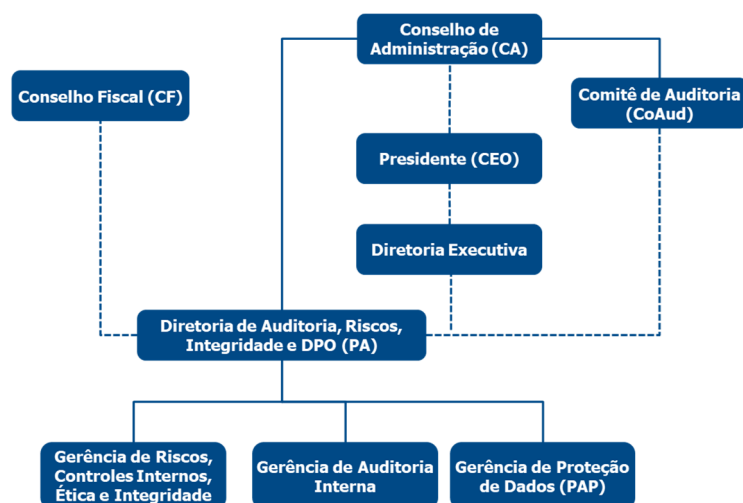 Conselho de
Administração (CA)
Conselho Fiscal (CF)
Comitê de Auditoria
(CoAud)
Presidente (CEO)
Diretoria Executiva
Diretoria de Auditoria, Riscos,
Integridade e DPO (PA)
Gerência de Riscos,
Controles Internos,
Ética e Integridade
Gerência de Auditoria
Interna
Gerência de Proteção
de Dados (PAP)